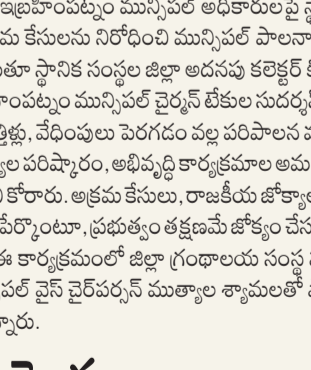 ఇబ్రహీంపట్నం మున్సిపల్ అధికారులపై
మ కేసులను నిరోధించి మున్సిపల్ పాలనా
తూ స్థానిక సంస్థల జిల్లా అదనపు కలెక్టర్
హీంపట్నం మున్సిపల్ చైర్మన్ టేకుల సుదర్శన్
త్తిళ్లు, వేధింపులు పెరగడం వల్ల పరిపాలన
్యల పరిష్కారం, అభివృద్ధి కార్యక్రమాల అమ
ని కోరారు. అక్రమ కేసులు, రాజకీయ జోక్యాల
పేర్కొంటూ, ప్రభుత్వం తక్షణమే జోక్యం చేసు
ఈ కార్యక్రమంలో జిల్లా గ్రంథాలయ సంస్థ
పల్ వైస్ చైర్‌పర్సన్ ముత్యాల శ్యామలతో
న్నారు.